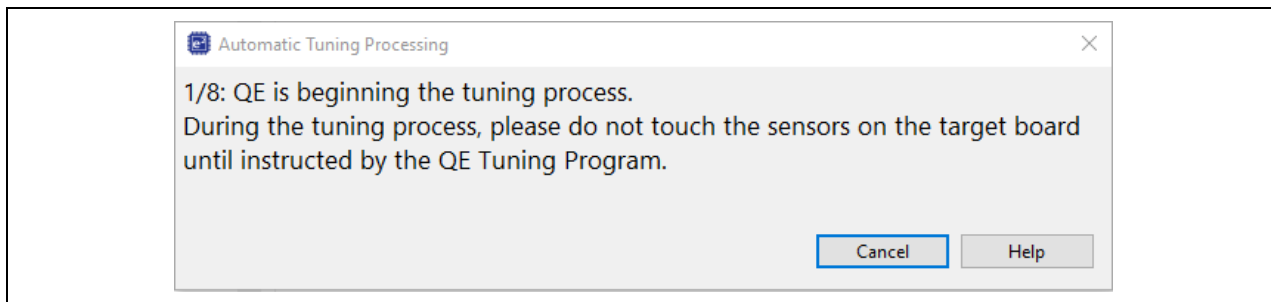 Automatic Tuning Processing
1/8: QE is beginning the tuning process.
During the tuning process, please do not touch the sensors on the target board
until instructed by the QE Tuning Program.
Cancel Help